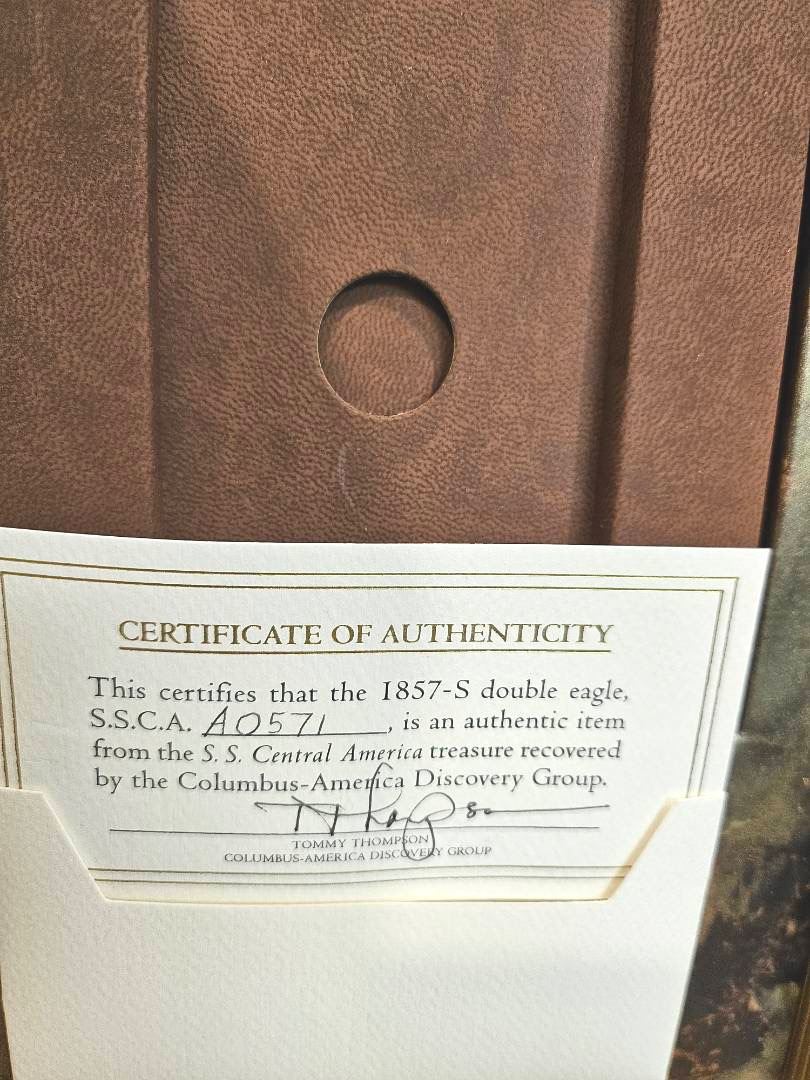 CERTIFICATE OF AUTHENTICITY
This certifies that the 1857-S double eagle,
S.S.C.A. A0571, is an authentic item
from the S. S. Central America treasure recovered
by the Columbus-America Discovery Group.
TOMMY THOMPSON
COLUMBUS-AMERICA DISCOVERY GROUP